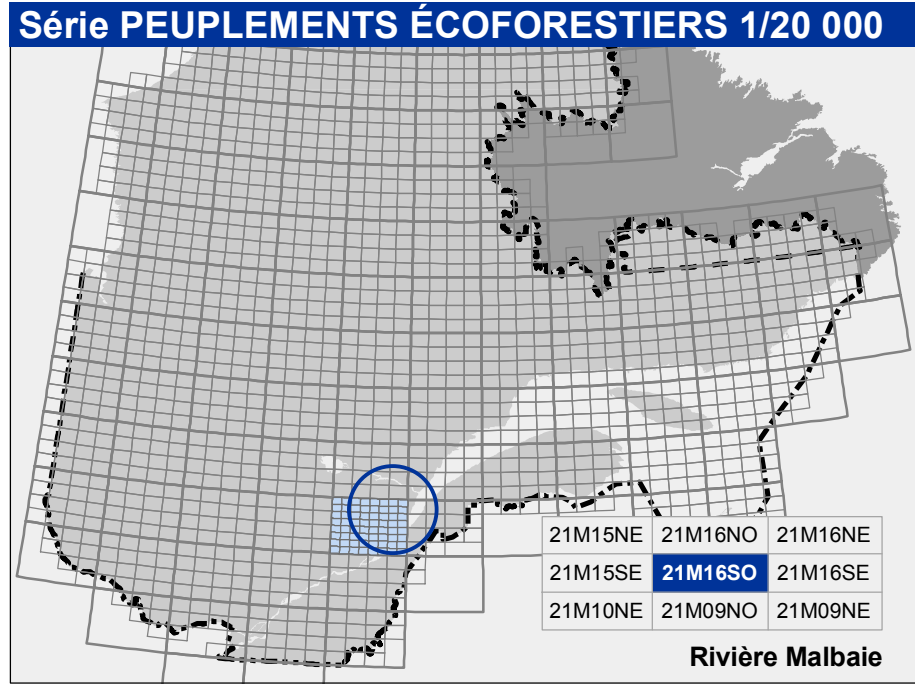 Série PEUPLEMENTS ÉCOFORESTIERS 1/20 000
21M15NE 21M16NO 21M16NE
21M15SE 21M16SO 21M16SE
21M10NE 21M09NO 21M09NE
Rivière Malbaie